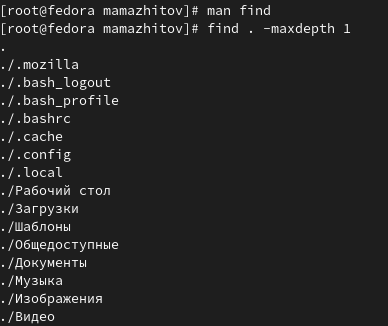 [root@fedora mamazhitov]# man find
[root@fedora mamazhitov]# find . -maxdepth 1
.
./.mozilla
./.bash_logout
./.bash_profile
./.bashrc
./.cache
./.config
./.local
./Рабочий стол
./Загрузки
./Шаблоны
./Общедоступные
./Документы
./Музыка
./Изображения
./Видео